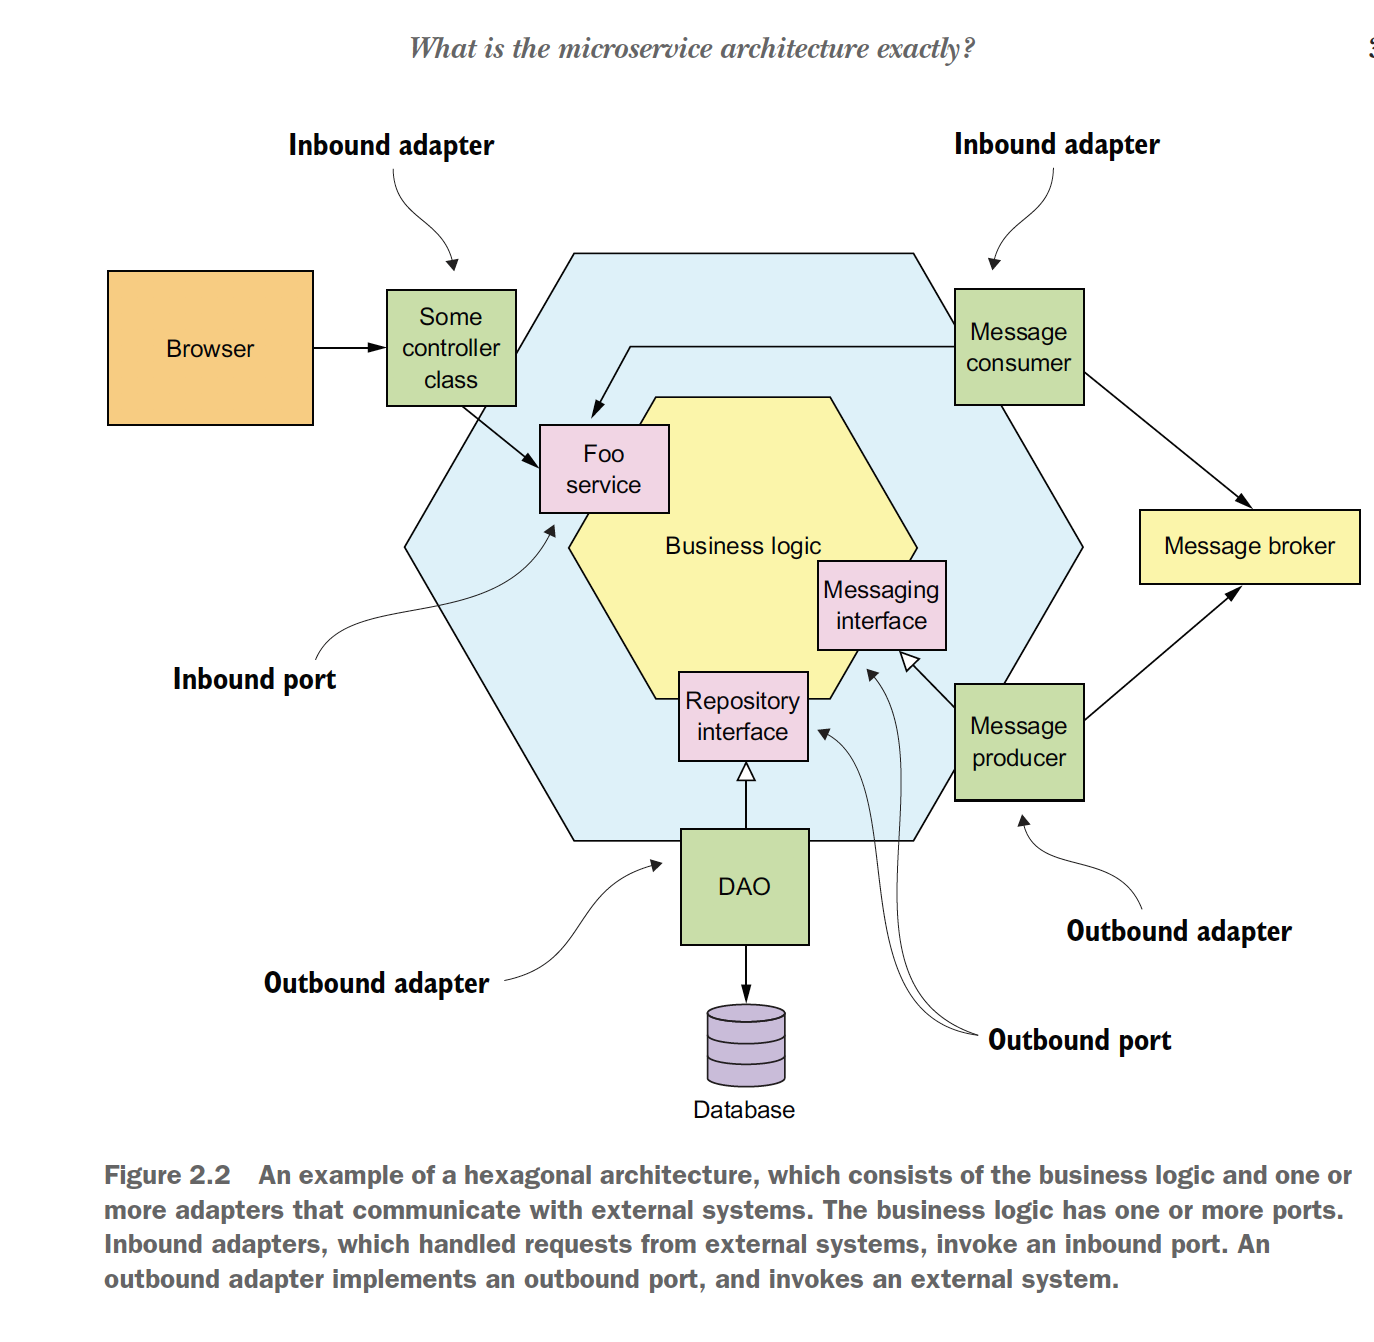 What is the microservice architecture exactly?
Inbound adapter
Inbound adapter
Browser
Some
controller
class
Message
consumer
Foo
service
Business logic
Message broker
Messaging
interface
Inbound port
Repository
interface
Message
producer
DAO
Outbound adapter
Outbound adapter
Outbound port
Database
Figure 2.2 An example of a hexagonal architecture, which consists of the business logic and one or
more adapters that communicate with external systems. The business logic has one or more ports.
Inbound adapters, which handled requests from external systems, invoke an inbound port. An
outbound adapter implements an outbound port, and invokes an external system.